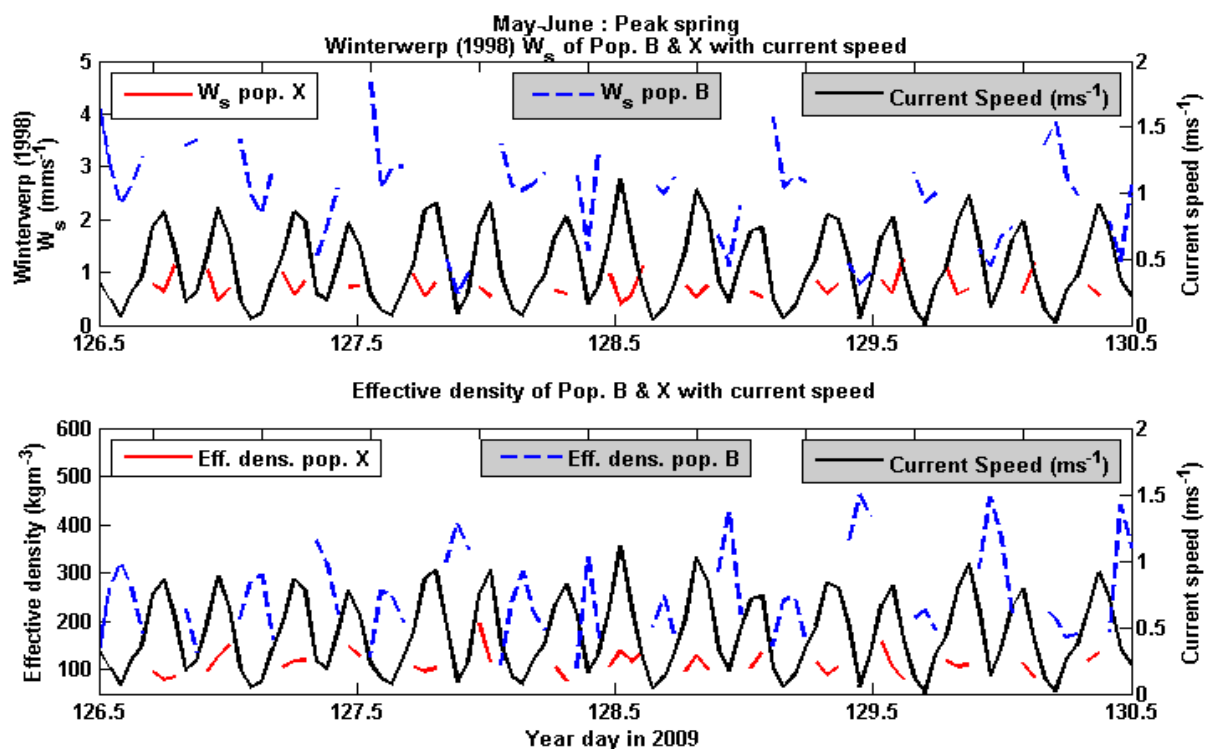 May-June : Peak spring
Winterwerp (1998) Ws of Pop. B & X with current speed
Ws pop. X
Ws pop. B
Current Speed (ms-1)
Winterwerp (1998)
Ws (mms-1)
5
4
3
2
1
0
2
1.5
1
0.5
0
Current speed (ms-1)
126.5
127.5
128.5
129.5
130.5
Effective density of Pop. B & X with current speed
Eff. dens. pop. X
Eff. dens. pop. B
Current Speed (ms-1)
Effective density (kgm-3)
600
500
400
300
200
100
2
1.5
1
0.5
0
Current speed (ms-1)
126.5
127.5
128.5
129.5
130.5
Year day in 2009